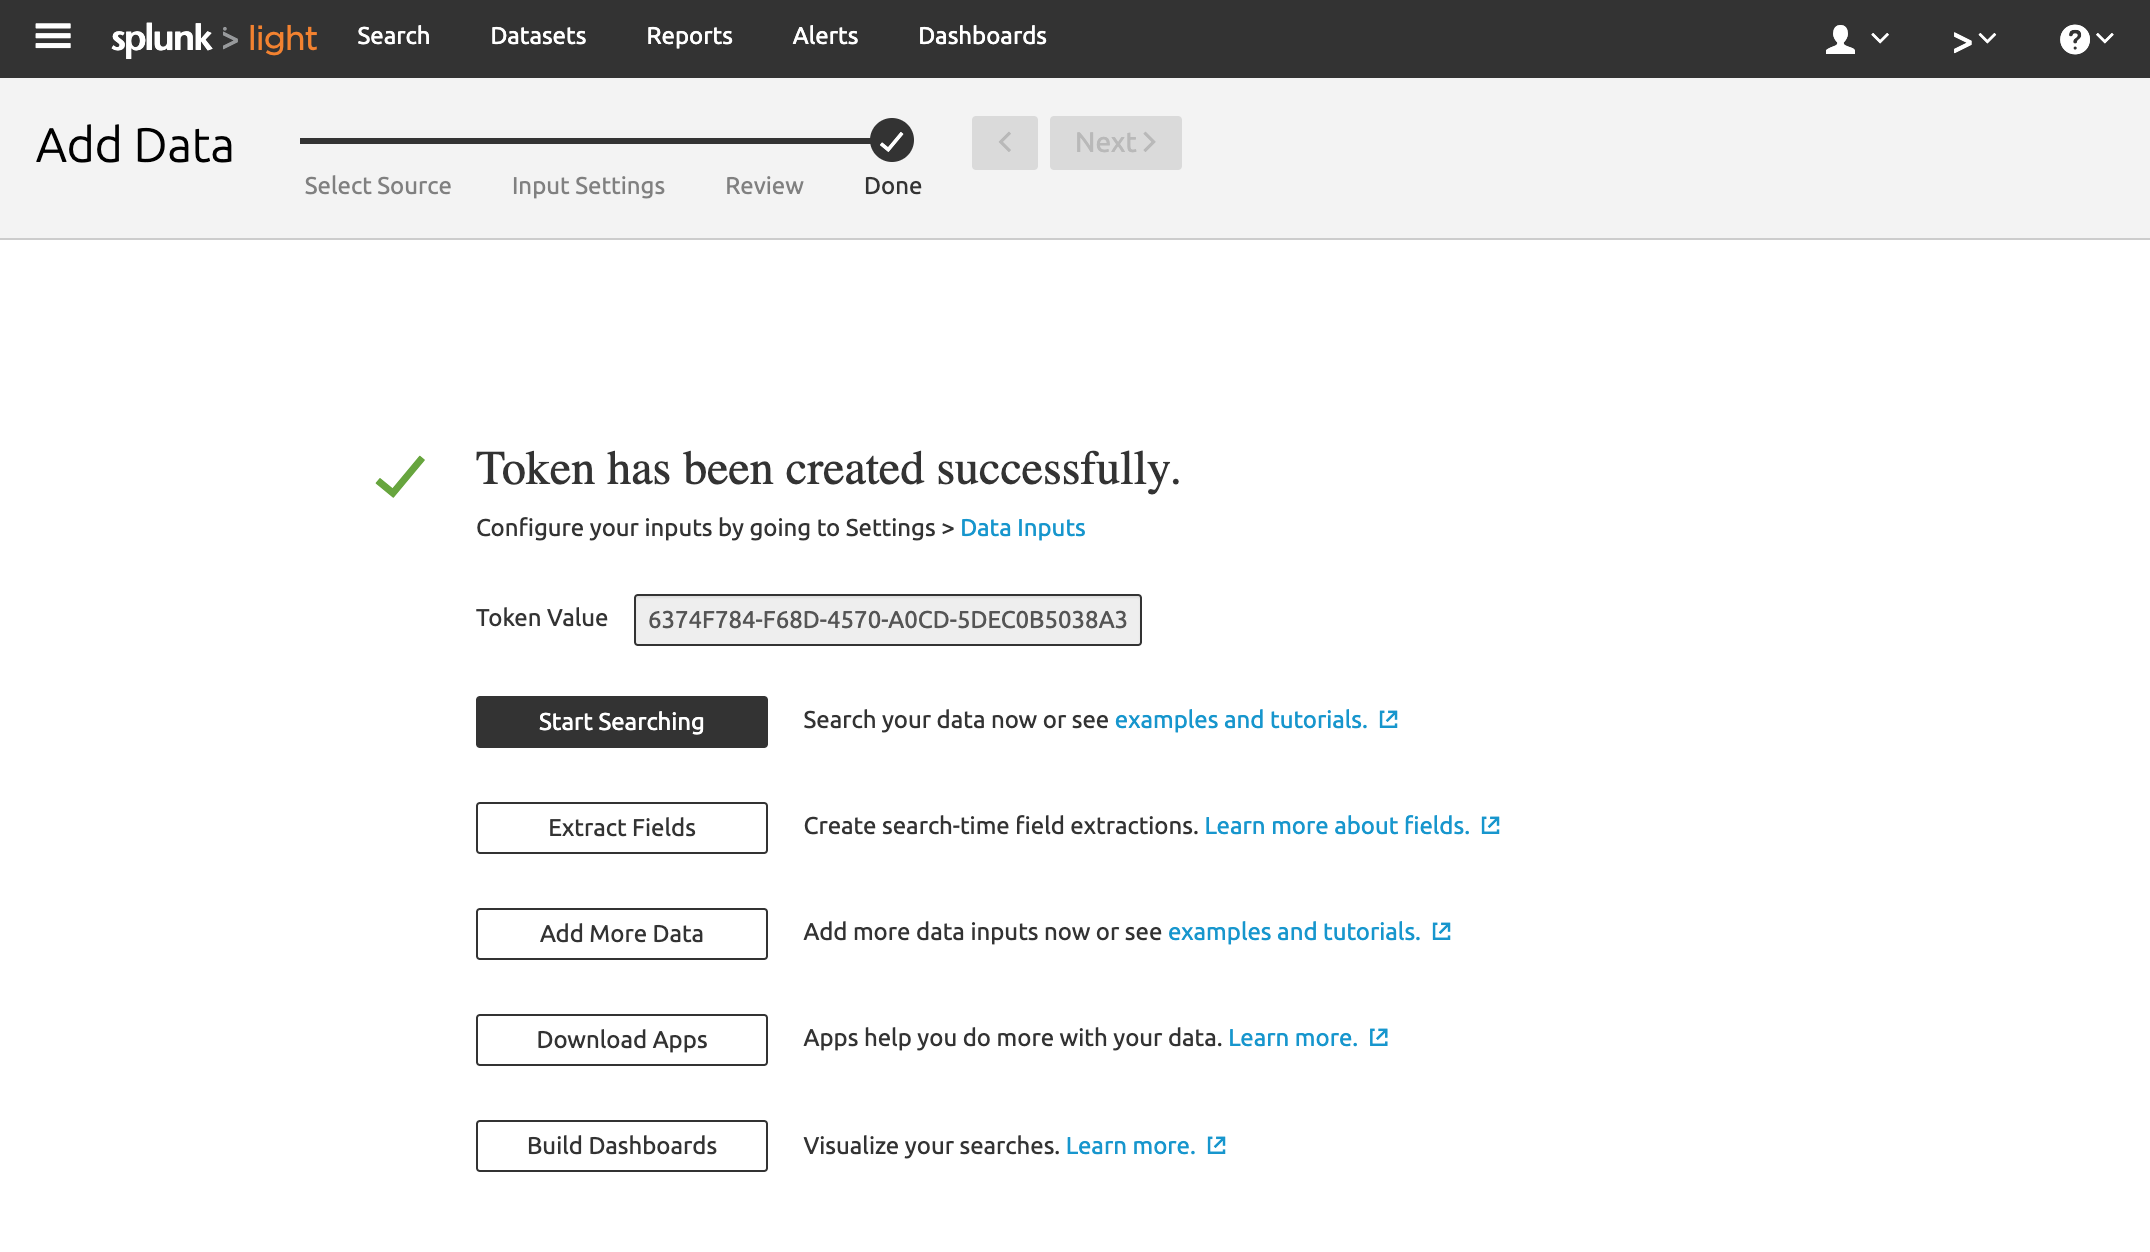 splunk > light Search Datasets Reports Alerts Dashboards
Add Data
Select Source Input Settings Review Done
Next
Token has been created successfully.
Configure your inputs by going to Settings > Data Inputs
Token Value 6374F784-F68D-4570-A0CD-5DEC0B5038A3
Start Searching Search your data now or see examples and tutorials.
Extract Fields Create search-time field extractions. Learn more about fields.
Add More Data Add more data inputs now or see examples and tutorials.
Download Apps Apps help you do more with your data. Learn more.
Build Dashboards Visualize your searches. Learn more.